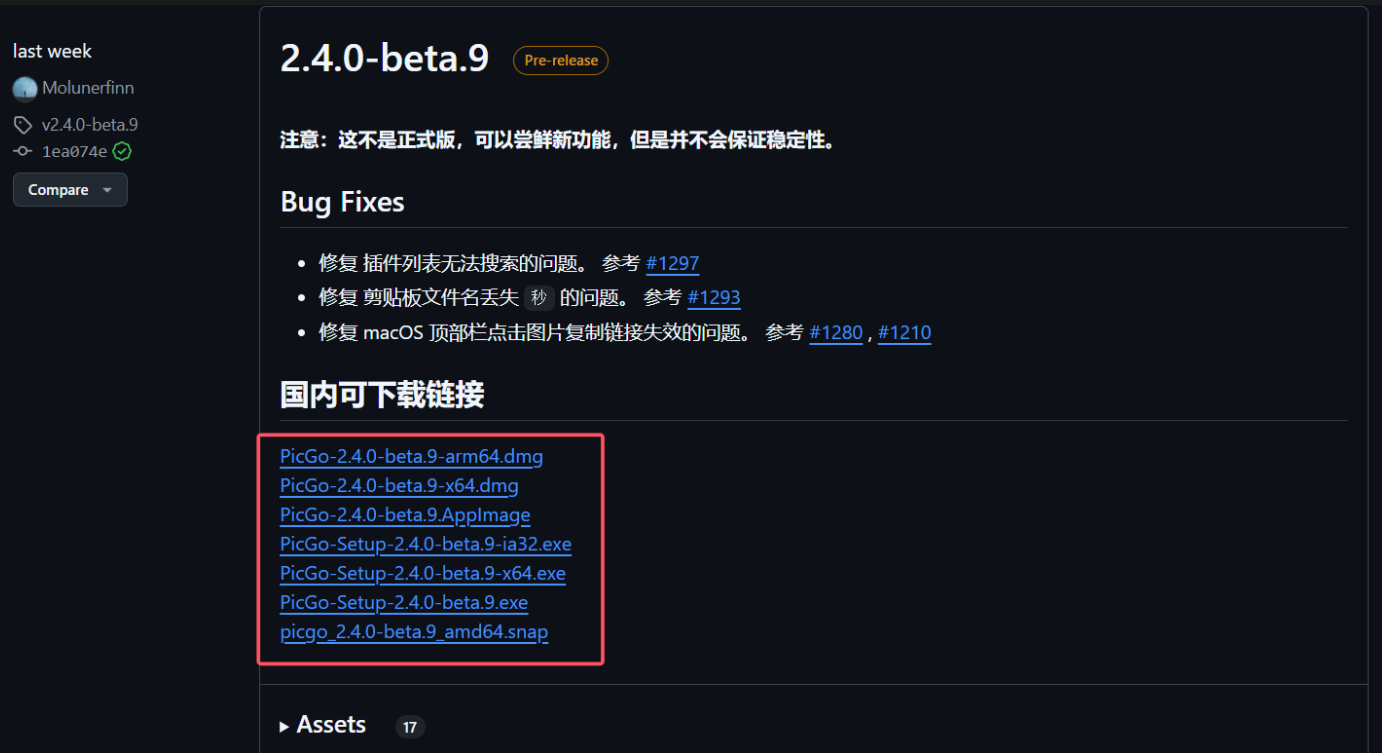 last week
Molunerfinn
v2.4.0-beta.9
1ea074e
Compare
2.4.0-beta.9 Pre-release
注意：这不是正式版，可以尝鲜新功能，但是并不会保证稳定性。
Bug Fixes
修复 插件列表无法搜索的问题。 参考 #1297
修复 剪贴板文件名丢失 秒 的问题。 参考 #1293
修复 macOS 顶部栏点击图片复制链接失效的问题。 参考 #1280 , #1210
国内可下载链接
PicGo-2.4.0-beta.9-arm64.dmg
PicGo-2.4.0-beta.9-x64.dmg
PicGo-2.4.0-beta.9.AppImage
PicGo-Setup-2.4.0-beta.9-ia32.exe
PicGo-Setup-2.4.0-beta.9-x64.exe
PicGo-Setup-2.4.0-beta.9.exe
picgo_2.4.0-beta.9_amd64.snap
Assets 17